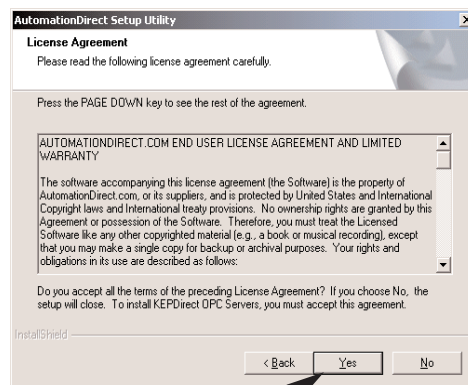 AutomationDirect Setup Utility
License Agreement
Please read the following license agreement carefully.
Press the PAGE DOWN key to see the rest of the agreement.
AUTOMATIONDIRECT.COM END USER LICENSE AGREEMENT AND LIMITED
WARRANTY
The software accompanying this license agreement (the Software) is the property of
AutomationDirect.com, or its suppliers, and is protected by United States and International
Copyright laws and International treaty provisions. No ownership rights are granted by this
Agreement or possession of the Software. Therefore, you must treat the Licensed
Software like any other copyrighted material (e.g., a book or musical recording), except
that you may make a single copy for backup or archival purposes. Your rights and
obligations in its use are described as follows:
Do you accept all the terms of the preceding License Agreement? If you choose No, the
setup will close. To install KEPDirect OPC Servers, you must accept this agreement.
InstallShield
< Back Yes No